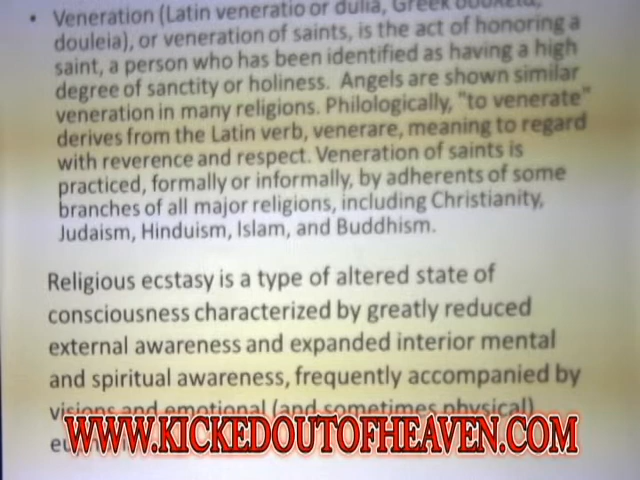 • Veneration (Latin veneratio or dulia, Greek δουλεία,
douleia), or veneration of saints, is the act of honoring a
saint, a person who has been identified as having a high
degree of sanctity or holiness. Angels are shown similar
veneration in many religions. Philologically, "to venerate"
derives from the Latin verb, venerare, meaning to regard
with reverence and respect. Veneration of saints is
practiced, formally or informally, by adherents of some
branches of all major religions, including Christianity,
Judaism, Hinduism, Islam, and Buddhism.
Religious ecstasy is a type of altered state of
consciousness characterized by greatly reduced
external awareness and expanded interior mental
and spiritual awareness, frequently accompanied by
visions and emotional (and sometimes physical)
WWW.KICKEDOUTOFHEAVEN.COM